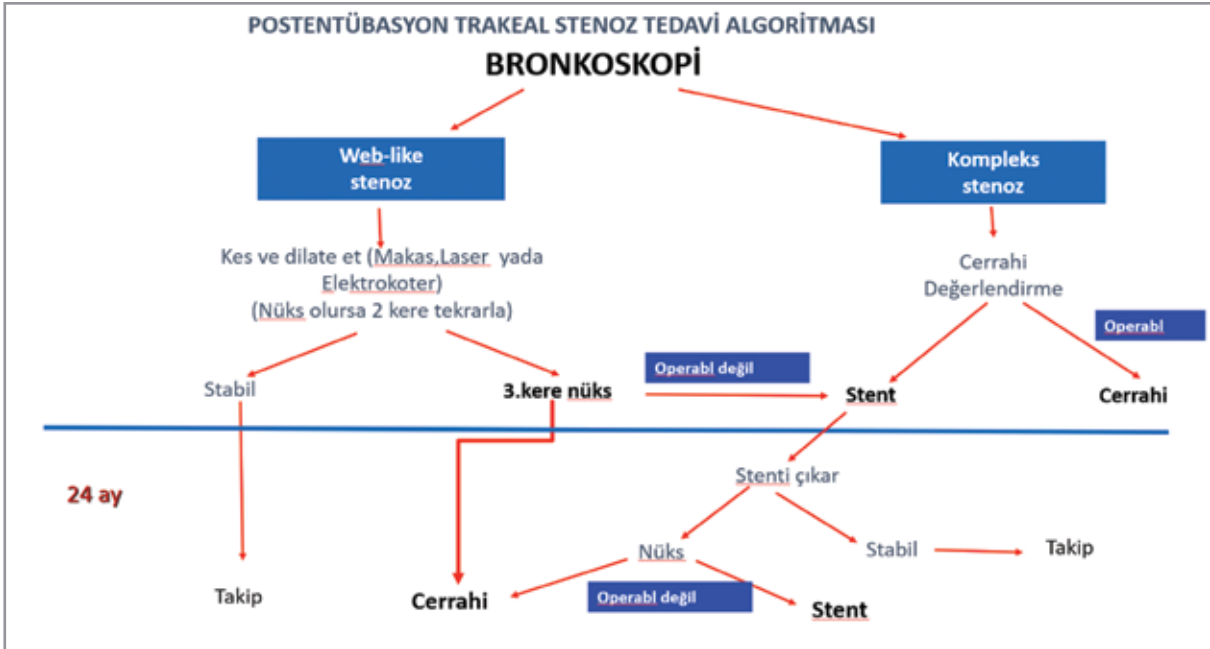 POSTENTÜBASYON TRAKEAL STENOZ TEDAVİ ALGORİTMASI
BRONKOSKOPİ
Web-like
stenoz
Kompleks
stenoz
Kes ve dilate et (Makas,Laser yada
Elektrokoter)
(Nüks olursa 2 kere tekrarla)
Cerrahi
Değerlendirme
Operabl
Operabl değil
Stabil
3.kere nüks
Stent
Cerrahi
24 ay
Stenti çıkar
Nüks
Stabil
Takip
Takip
Cerrahi
Operabl değil
Stent